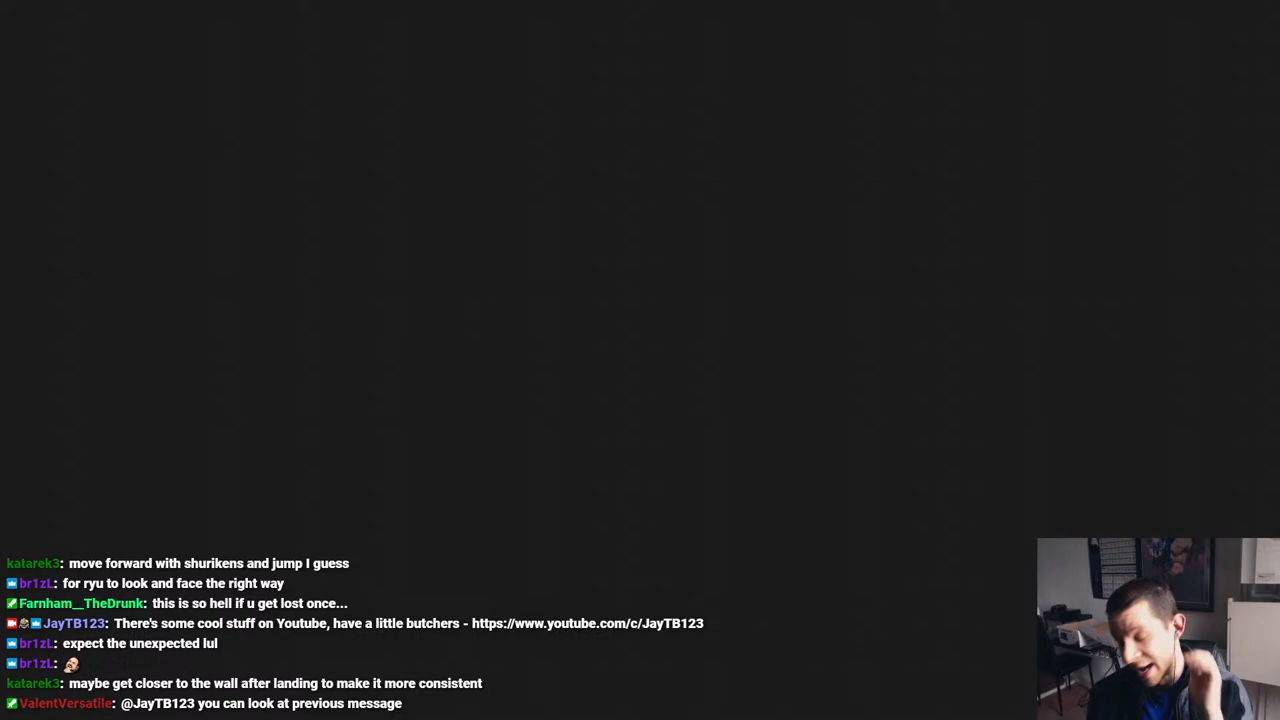 katarek3: move forward with shurikens and jump I guess
br1zL: for ryu to look and face the right way
Farnham__TheDrunk: this is so hell if u get lost once...
JayTB123: There's some cool stuff on Youtube, have a little butchers - https://www.youtube.com/c/JayTB123
br1zL: expect the unexpected lul
br1zL:
katarek3: maybe get closer to the wall after landing to make it more consistent
ValentVersatile: @JayTB123 you can look at previous message